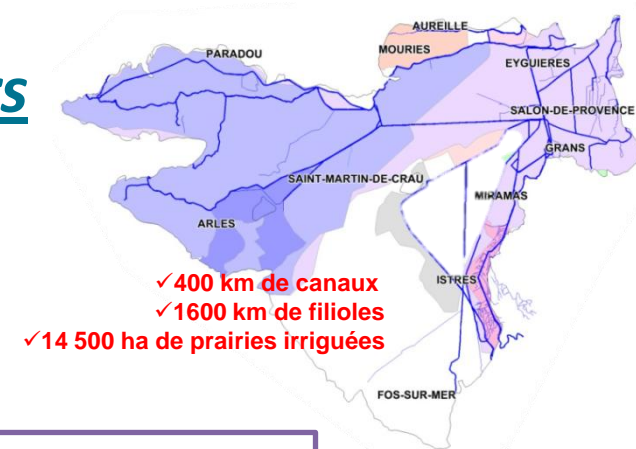 rs
AUREILLE
PARADOU
MOURIES
EYGUIERES
SALON-DE-PROVENCE
GRANS
SAINT-MARTIN-DE-CRAU
MIRAMAS
ARLES
✓400 km de canaux
ISTRES
✓1600 km de filioles
✓14 500 ha de prairies irriguées
FOS-SUR-MER